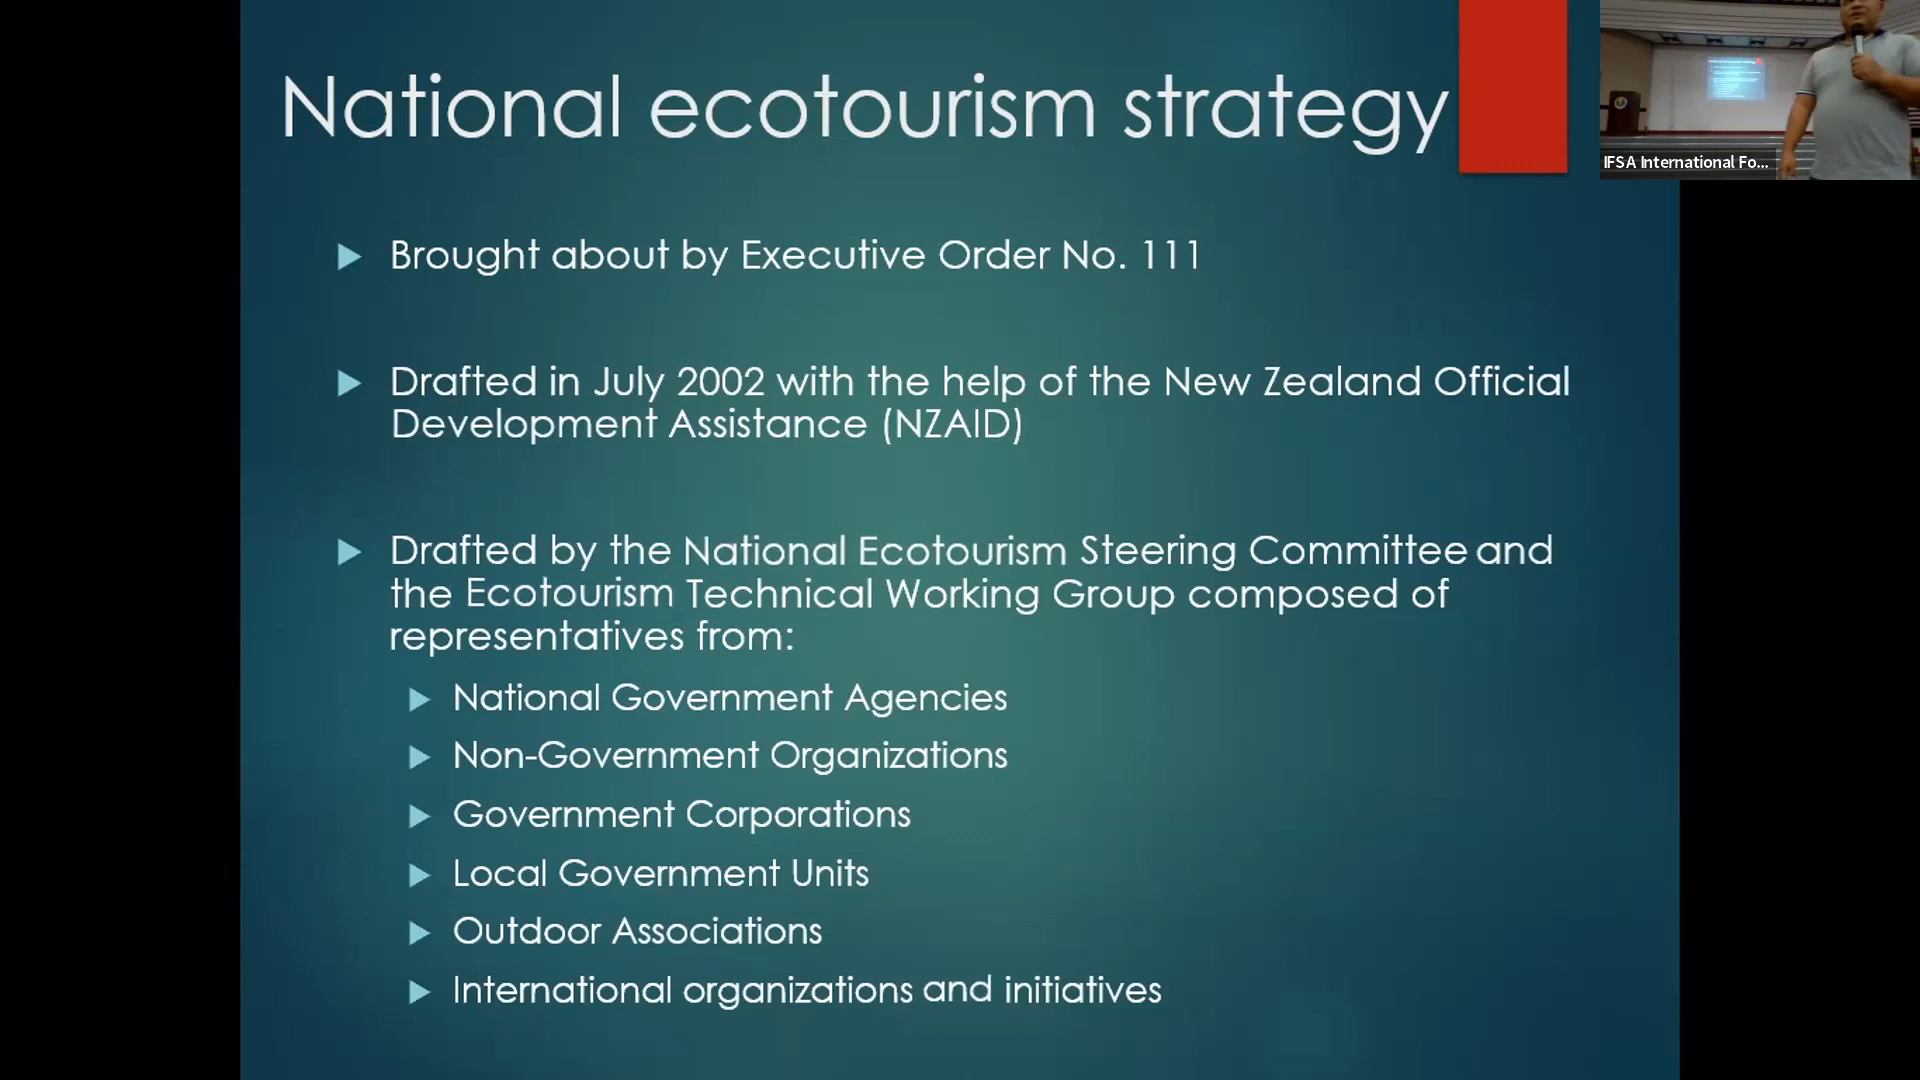 National ecotourism strategy
Brought about by Executive Order No. 111
Drafted in July 2002 with the help of the New Zealand Official
Development Assistance (NZAID)
Drafted by the National Ecotourism Steering Committee and
the Ecotourism Technical Working Group composed of
representatives from:
National Government Agencies
Non-Government Organizations
Government Corporations
Local Government Units
Outdoor Associations
International organizations and initiatives
IFSA International Fo...